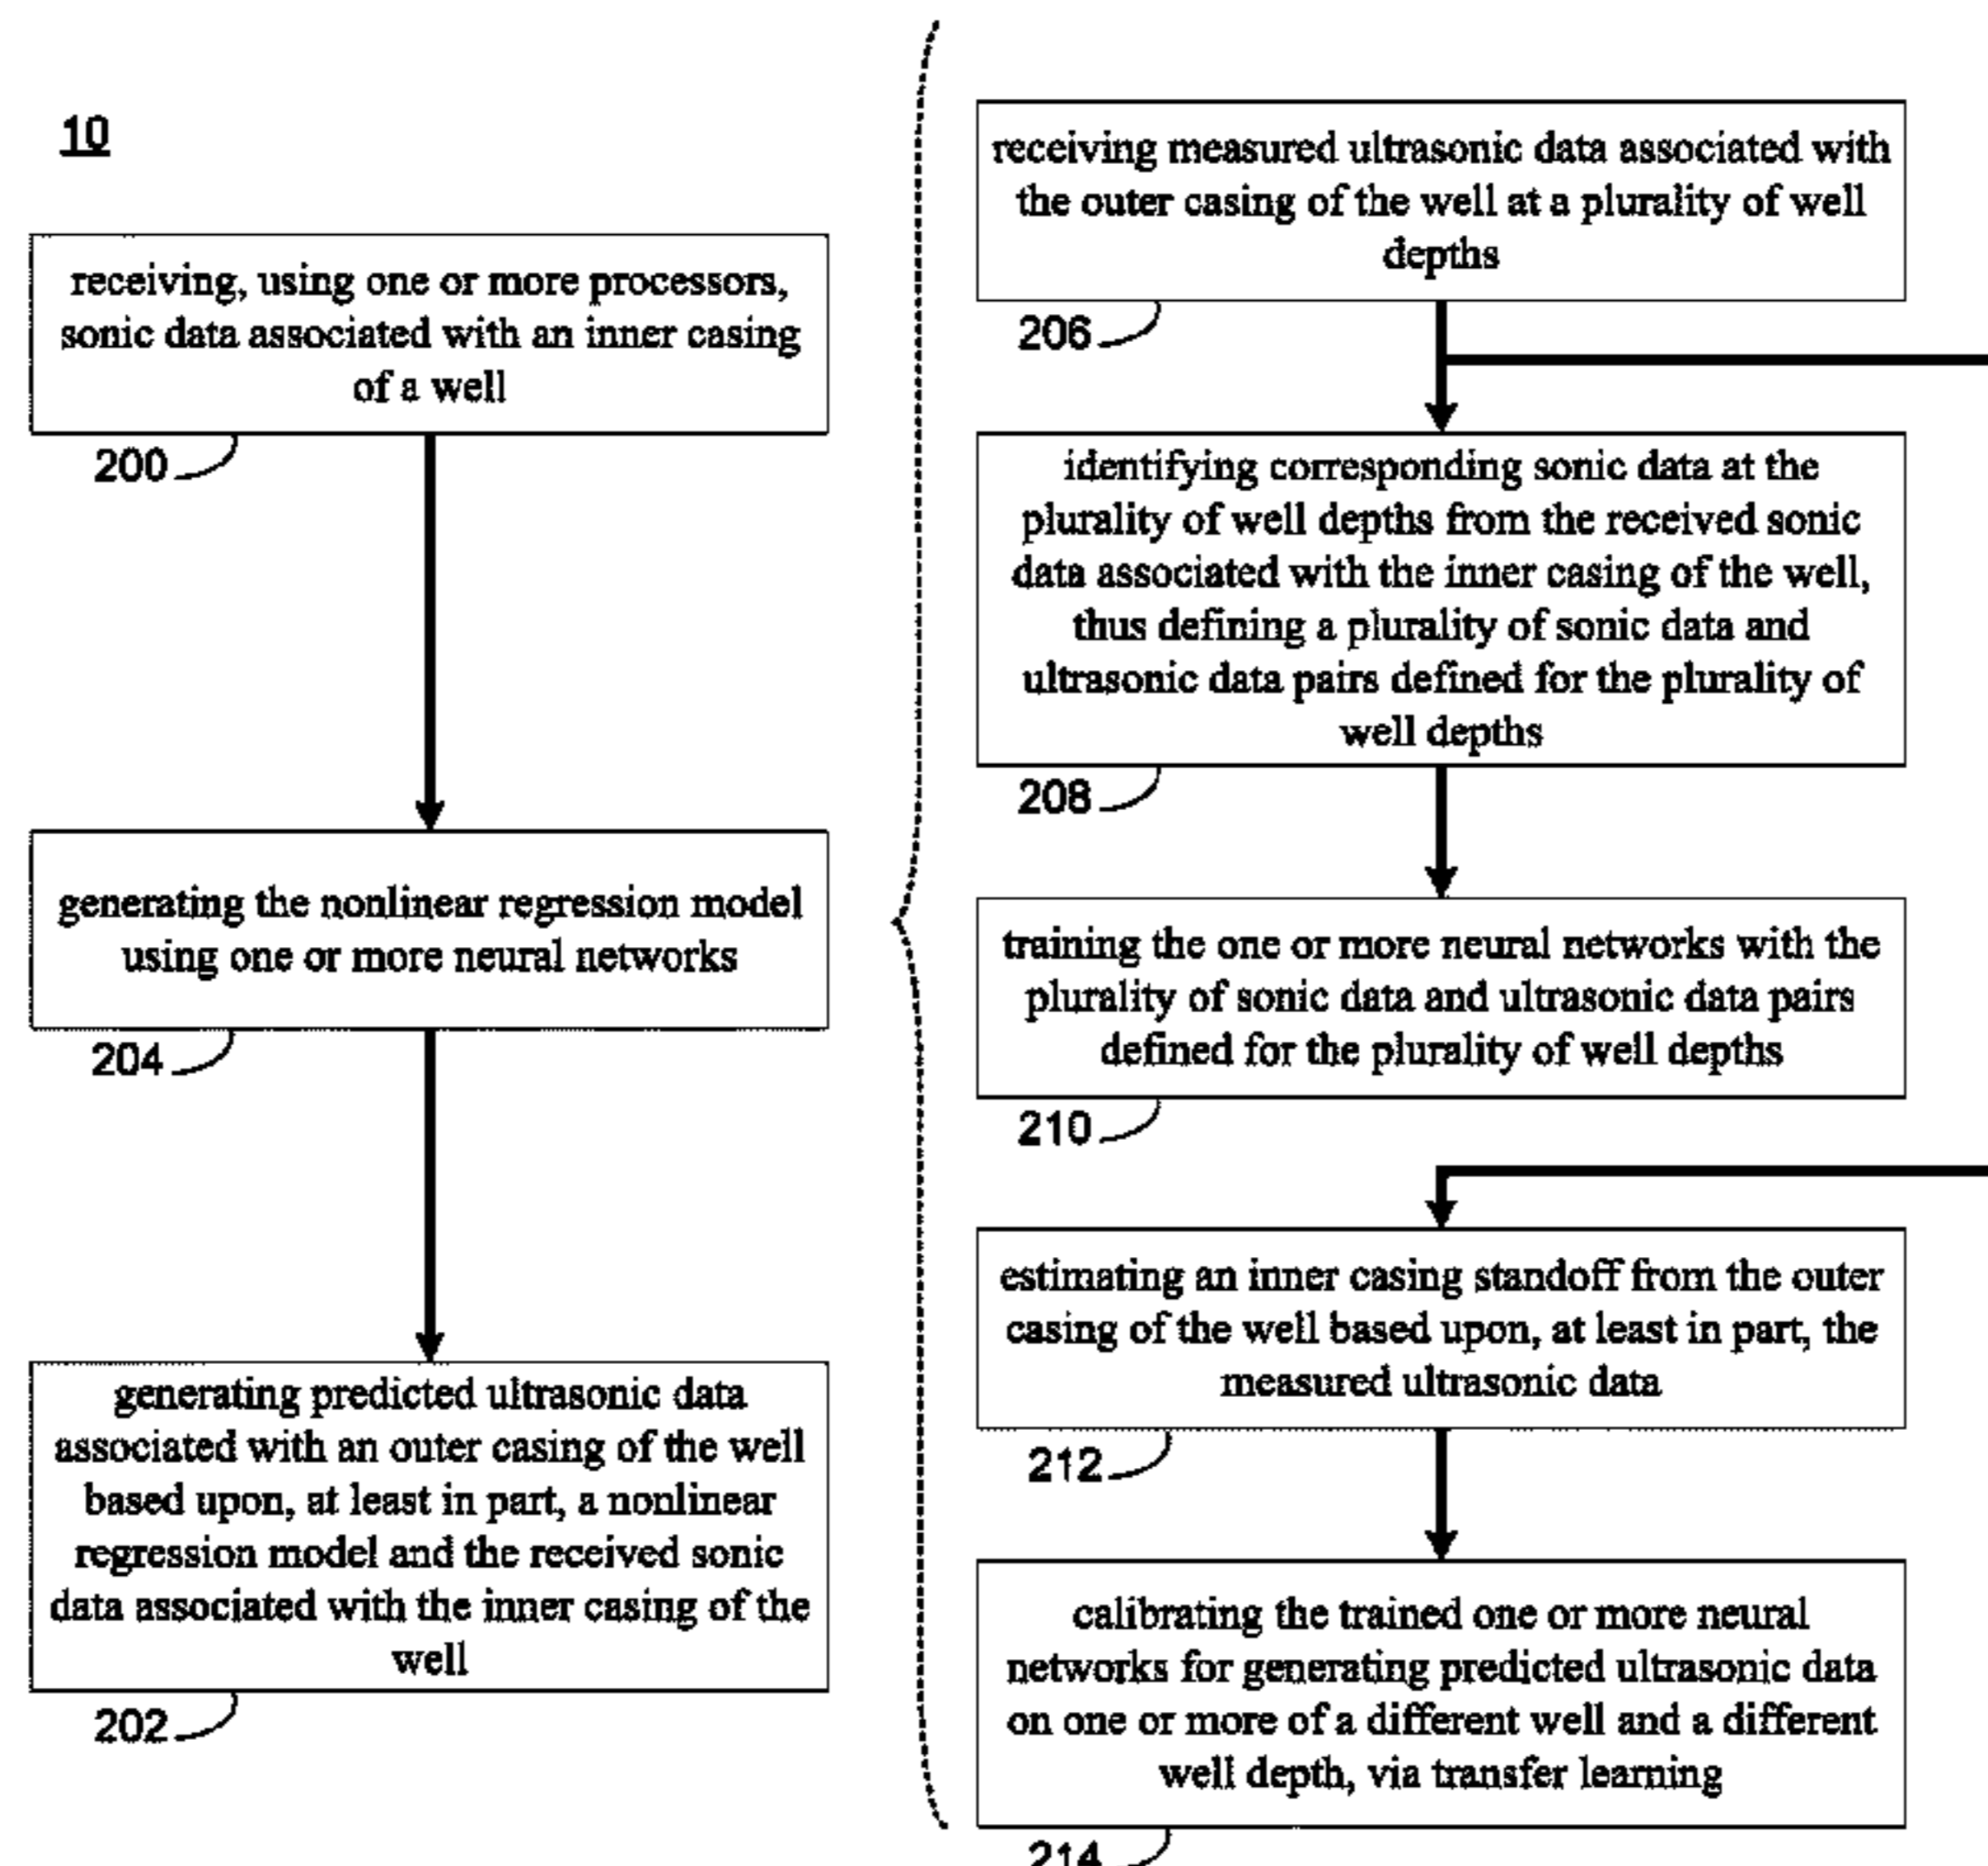 10
receiving, using one or more processors,
sonic data associated with an inner casing
of a well
200
generating the nonlinear regression model
using one or more neural networks
204
generating predicted ultrasonic data
associated with an outer casing of the well
based upon, at least in part, a nonlinear
regression model and the received sonic
data associated with the inner casing of the
well
202
receiving measured ultrasonic data associated with
the outer casing of the well at a plurality of well
depths
206
identifying corresponding sonic data at the
plurality of well depths from the received sonic
data associated with the inner casing of the well,
thus defining a plurality of sonic data and
ultrasonic data pairs defined for the plurality of
well depths
208
training the one or more neural networks with the
plurality of sonic data and ultrasonic data pairs
defined for the plurality of well depths
210
estimating an inner casing standoff from the outer
casing of the well based upon, at least in part, the
measured ultrasonic data
212
calibrating the trained one or more neural
networks for generating predicted ultrasonic data
on one or more of a different well and a different
well depth, via transfer learning
214